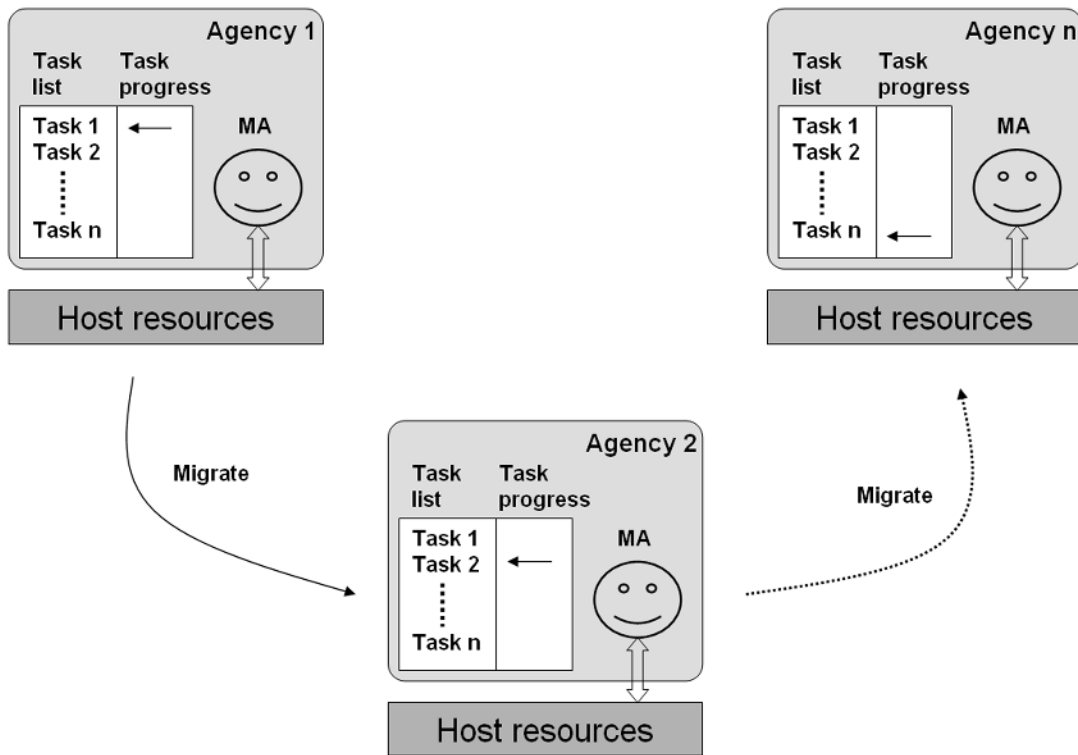 Agency 1
Task list
Task progress
Task 1
Task 2
Task n
MA
Host resources
Migrate
Agency 2
Task list
Task progress
Task 1
Task 2
Task n
MA
Host resources
Migrate
Agency n
Task list
Task progress
Task 1
Task 2
Task n
MA
Host resources